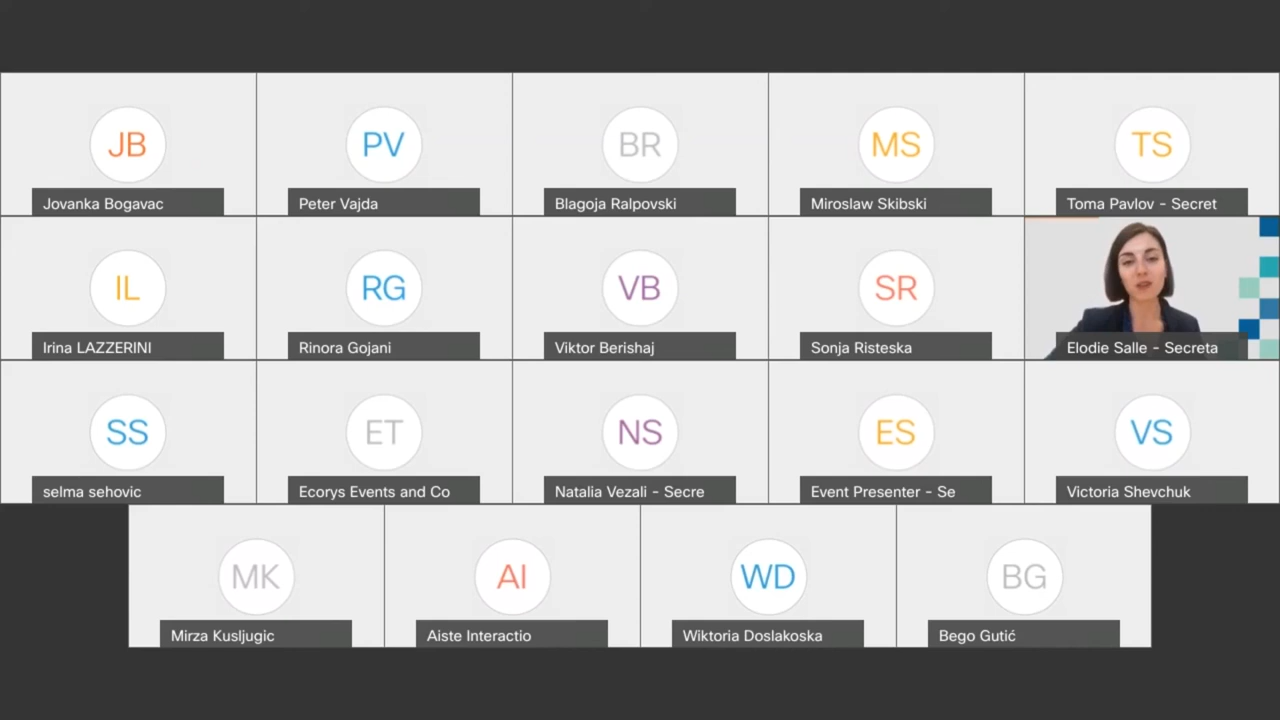 JB
PV
BR
MS
TS
Jovanka Bogavac
Peter Vajda
Blagoja Ralpovski
Miroslaw Skibski
Toma Pavlov - Secret
IL
RG
VB
SR
Irina LAZZERINI
Rinora Gojani
Viktor Berishaj
Sonja Risteska
Elodie Salle - Secreta
SS
ET
NS
ES
VS
selma sehovic
Ecorys Events and Co
Natalia Vezali - Secre
Event Presenter - Se
Victoria Shevchuk
MK
AI
WD
BG
Mirza Kusljugic
Aiste Interactio
Wiktoria Doslakoska
Bego Gutić